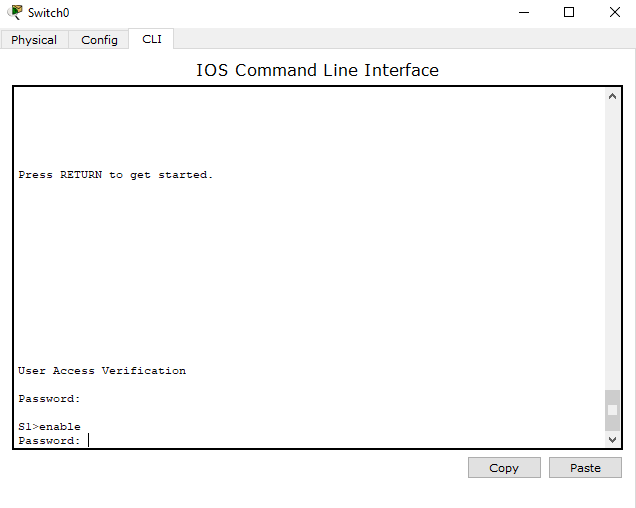 Switch0
Physical Config CLI
IOS Command Line Interface
Press RETURN to get started.
User Access Verification
Password:
S1>enable
Password:
Copy Paste